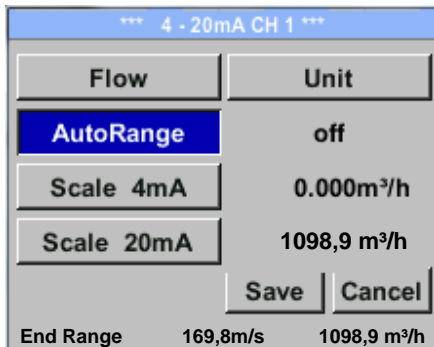 *** 4 - 20mA CH 1 ***
Flow Unit
AutoRange off
Scale 4mA 0.000m³/h
Scale 20mA 1098,9 m³/h
Save Cancel
End Range 169,8m/s 1098,9 m³/h